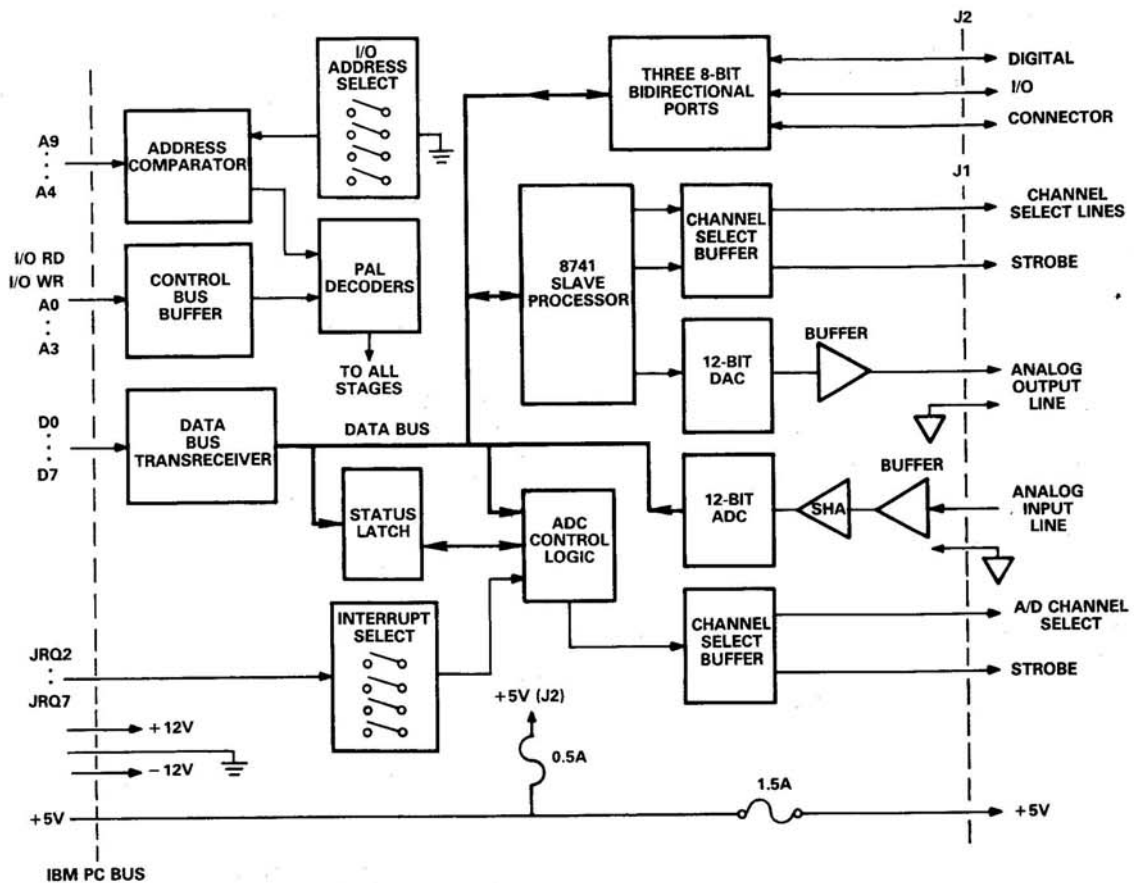 J2
I/O
ADDRESS
SELECT
THREE 8-BIT
BIDIRECTIONAL
PORTS
DIGITAL
I/O
CONNECTOR
A9
A4
ADDRESS
COMPARATOR
J1
CHANNEL
SELECT LINES
STROBE
I/O RD
I/O WR
A0
A3
CONTROL
BUS
BUFFER
PAL
DECODERS
TO ALL
STAGES
8741
SLAVE
PROCESSOR
CHANNEL
SELECT
BUFFER
12-BIT
DAC
BUFFER
ANALOG
OUTPUT
LINE
D0
D7
DATA
BUS
TRANSRECEIVER
DATA BUS
STATUS
LATCH
ADC
CONTROL
LOGIC
12-BIT
ADC
SHA
BUFFER
ANALOG
INPUT
LINE
JRQ2
JRQ7
INTERRUPT
SELECT
CHANNEL
SELECT
BUFFER
A/D CHANNEL
SELECT
STROBE
+12V
-12V
+5V (J2)
0.5A
1.5A
+5V
+5V
IBM PC BUS